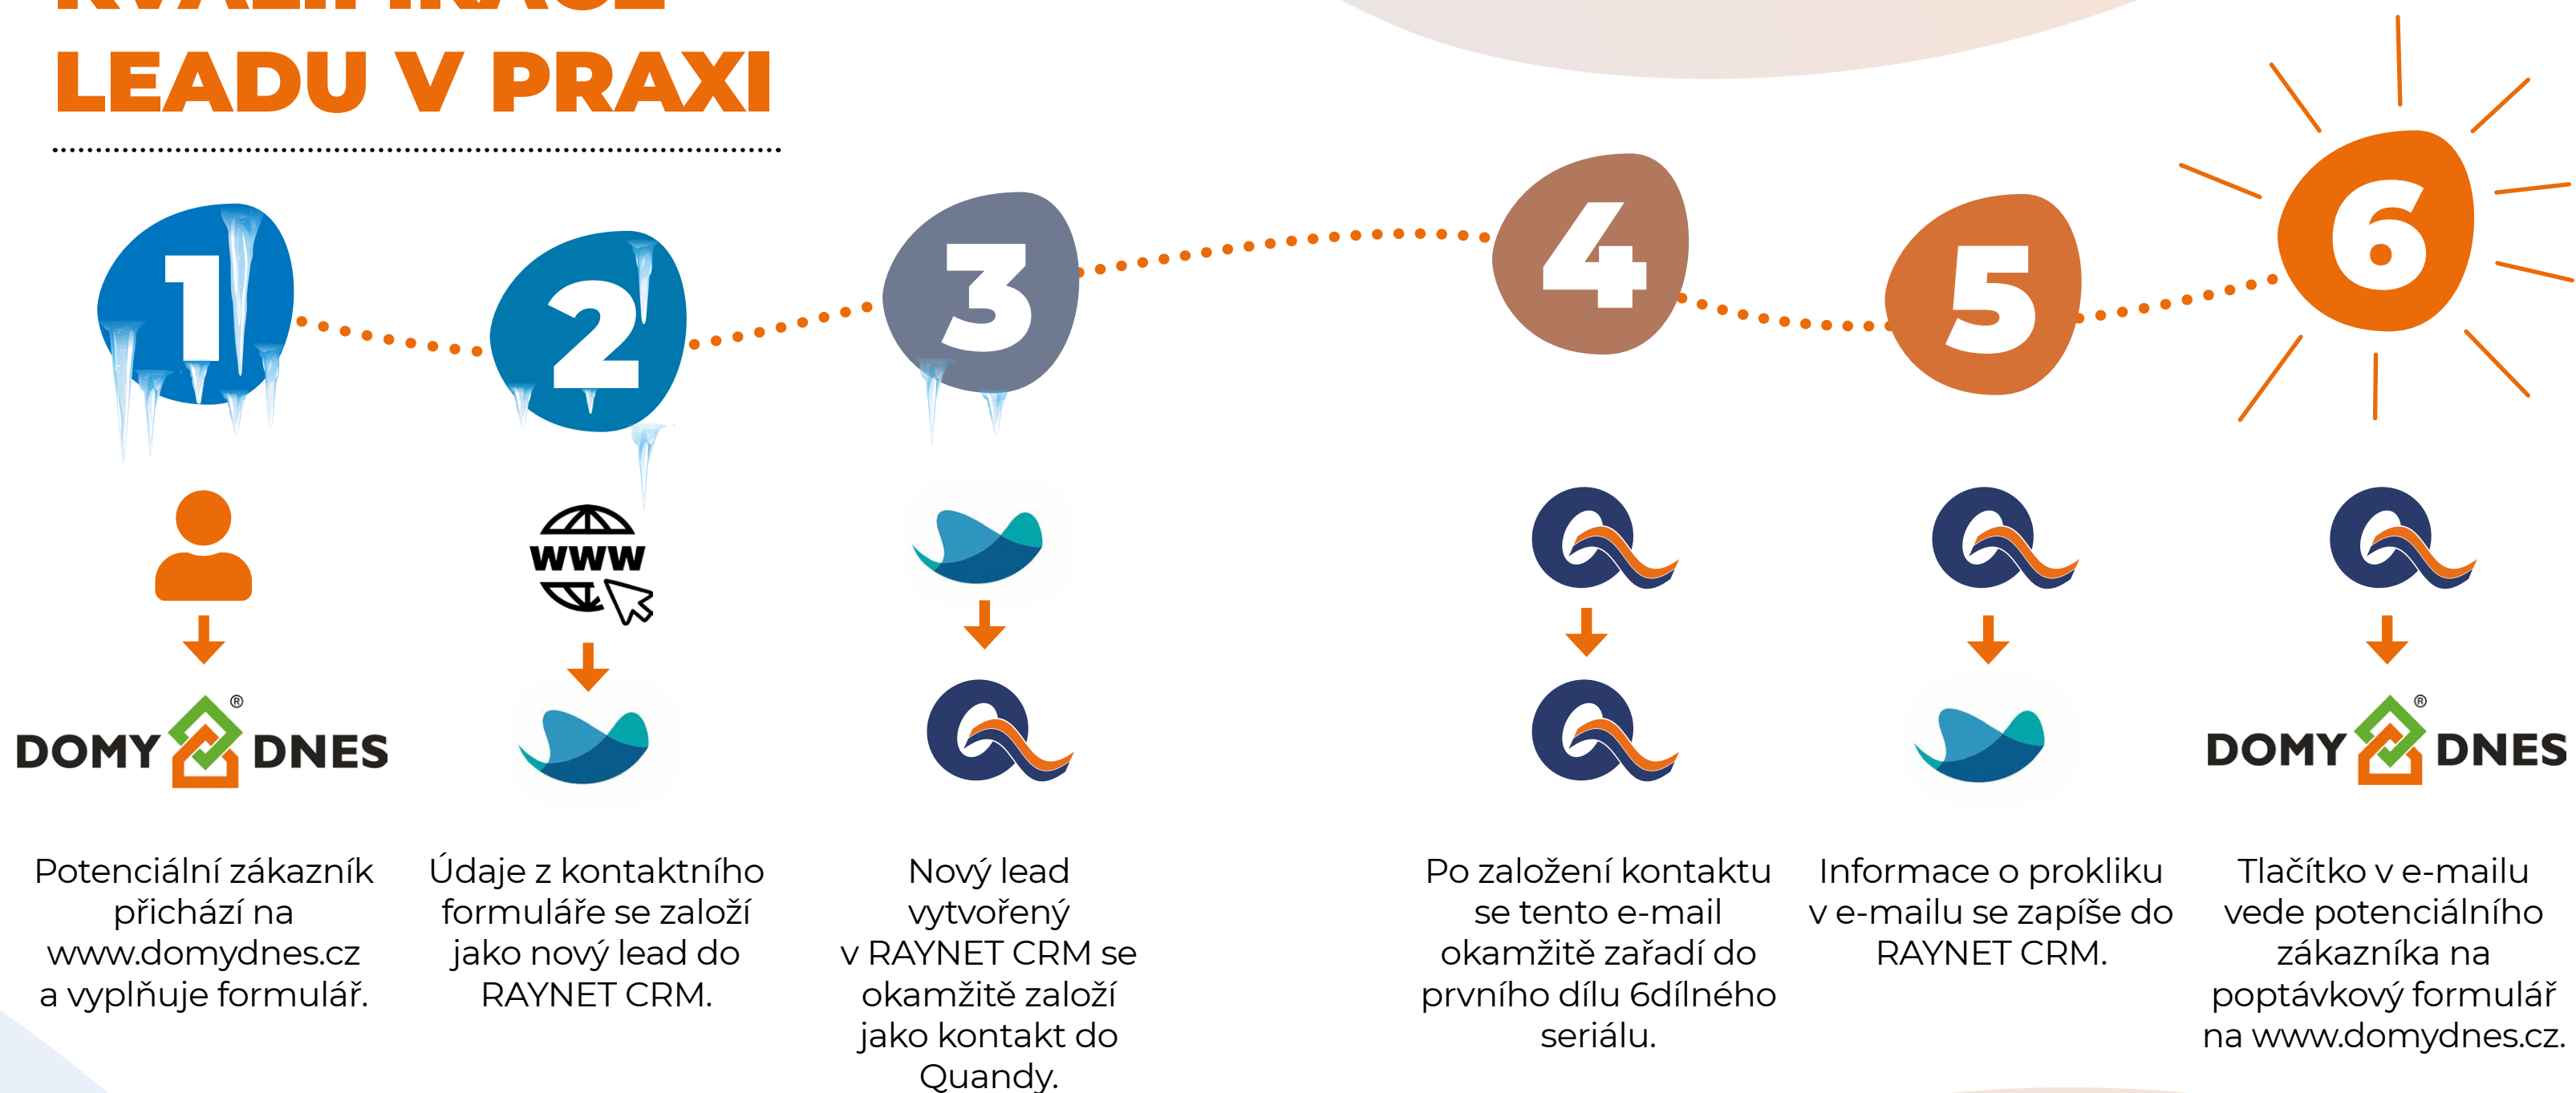 LEADU V PRAXI
1
2
3
4
5
6
www
DOMY DNES
®
DOMY DNES
®
Potenciální zákazník
přichází na
www.domydnes.cz
a vyplňuje formulář.
Údaje z kontaktního
formuláře se založí
jako nový lead do
RAYNET CRM.
Nový lead
vytvořený
v RAYNET CRM se
okamžitě založí
jako kontakt do
Quandy.
Po založení kontaktu
se tento e-mail
okamžitě zařadí do
prvního dílu 6dílného
seriálu.
Informace o prokliku
v e-mailu se zapíše do
RAYNET CRM.
Tlačítko v e-mailu
vede potenciálního
zákazníka na
poptávkový formulář
na www.domydnes.cz.